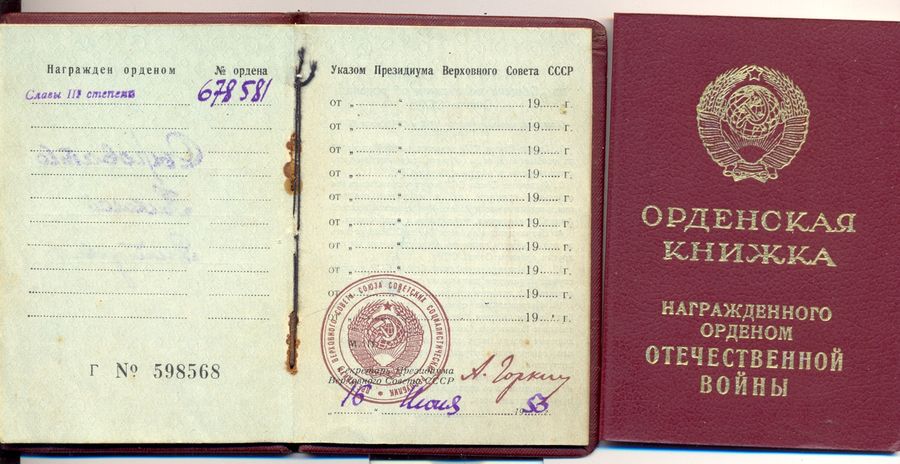 Награжден орденом № ордена
Славы III степени 678581
Г № 598568
Указом Президиума Верховного Совета СССР
от „ “ 19 г.
от „ “ 19 г.
от „ “ 19 г.
от „ “ 19 г.
от „ “ 19 г.
от „ “ 19 г.
от „ “ 19 г.
от „ “ 19 г.
от „ “ 19 г.
от „ “ 19 г.
М. П.
Секретарь Президиума
Верховного Совета СССР
А. Горкин
„16“ Июля 1953
ОРДЕНСКАЯ
КНИЖКА
НАГРАЖДЕННОГО
ОРДЕНОМ
ОТЕЧЕСТВЕННОЙ
ВОЙНЫ